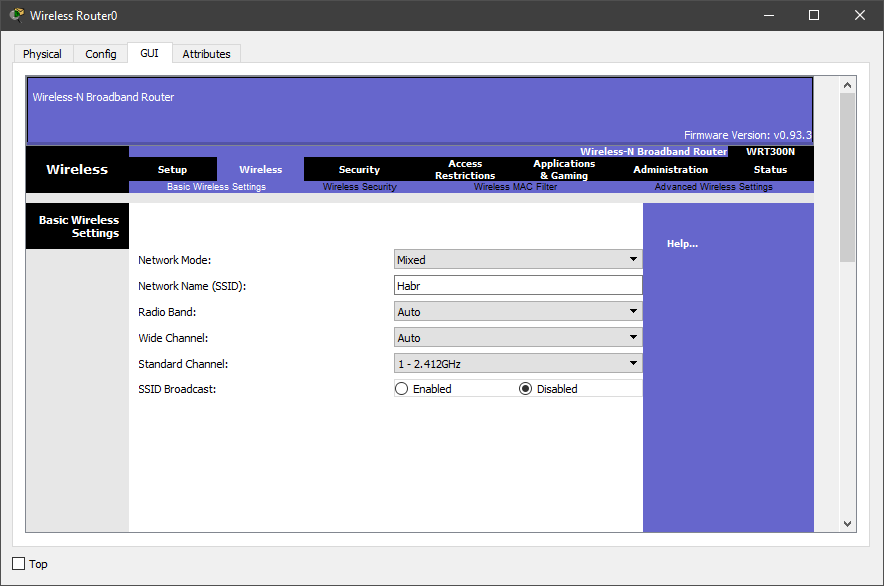 Wireless Router0
Physical Config GUI Attributes
Wireless-N Broadband Router
Firmware Version: v0.93.3
Wireless-N Broadband Router WRT300N
Wireless
Setup Wireless Security Access Restrictions Applications & Gaming Administration Status
Basic Wireless Settings Wireless Security Wireless MAC Filter Advanced Wireless Settings
Basic Wireless
Settings
Help...
Network Mode: Mixed
Network Name (SSID): Habr
Radio Band: Auto
Wide Channel: Auto
Standard Channel: 1 - 2.412GHz
SSID Broadcast: Enabled Disabled
Top